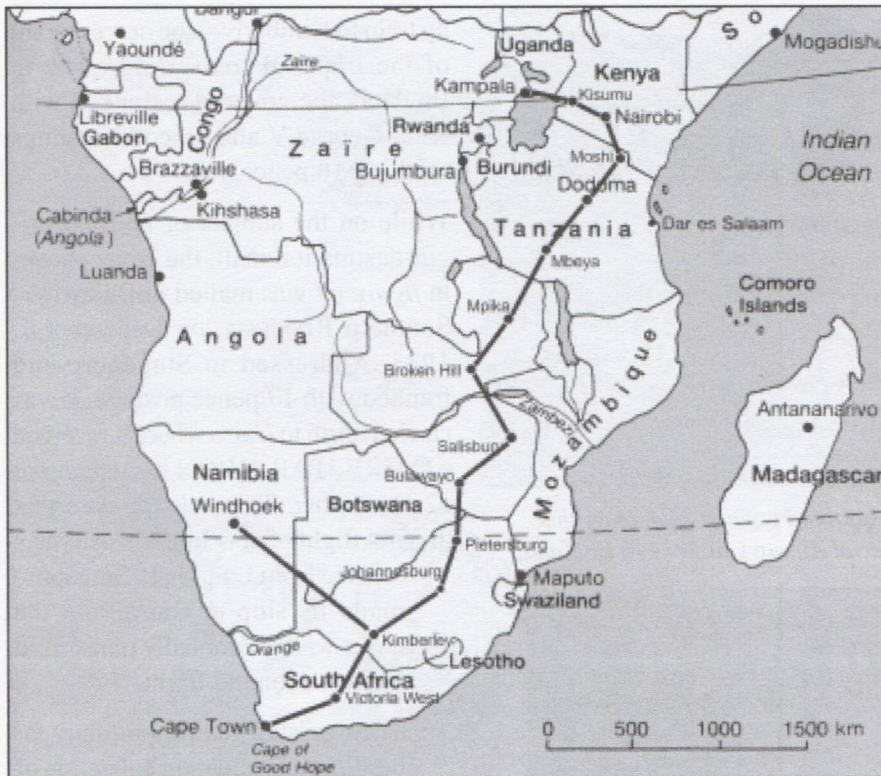 Yaoundé
Zaïre
Uganda
S o
Mogadishu
Kenya
Kampala
Kisumu
Libreville
Gabon
Congo
Rwanda
Nairobi
Indian
Ocean
Zaïre
Brazzaville
Bujumbura
Burundi
Moshi
Dodoma
Kihshasa
Cabinda
(Angola)
Tanzania
Dar es Salaam
Luanda
Mbeya
Comoro
Islands
Mpika
Angola
Broken Hill
Mozambique
Zambezi
Antananarivo
Salisbury
Namibia
Bulawayo
Madagascar
Windhoek
Botswana
Pietersburg
Johannesburg
Maputo
Swaziland
Orange
Kimberley
Lesotho
South Africa
Victoria West
Cape Town
Cape of
Good Hope
0 500 1000 1500 km